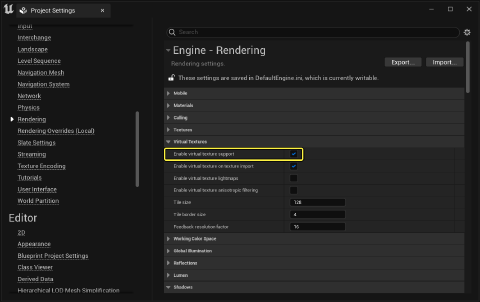 Project Settings
Input
Interchange
Landscape
Level Sequence
Navigation Mesh
Navigation System
Network
Physics
Rendering
Rendering Overrides (Local)
Slate Settings
Streaming
Texture Encoding
Tutorials
User Interface
World Partition
Editor
2D
Appearance
Blueprint Project Settings
Class Viewer
Derived Data
Hierarchical LOD Mesh Simplification
Search
Engine - Rendering
Rendering settings
Export...
Import...
These settings are saved in DefaultEngine.ini, which is currently writable.
Mobile
Materials
Culling
Textures
Virtual Textures
Enable virtual texture support
Enable virtual texture on texture import
Enable virtual texture lightmaps
Enable virtual texture anisotropic filtering
Tile size
128
Tile border size
4
Feedback resolution factor
16
Working Color Space
Global Illumination
Reflections
Lumen
Shadows